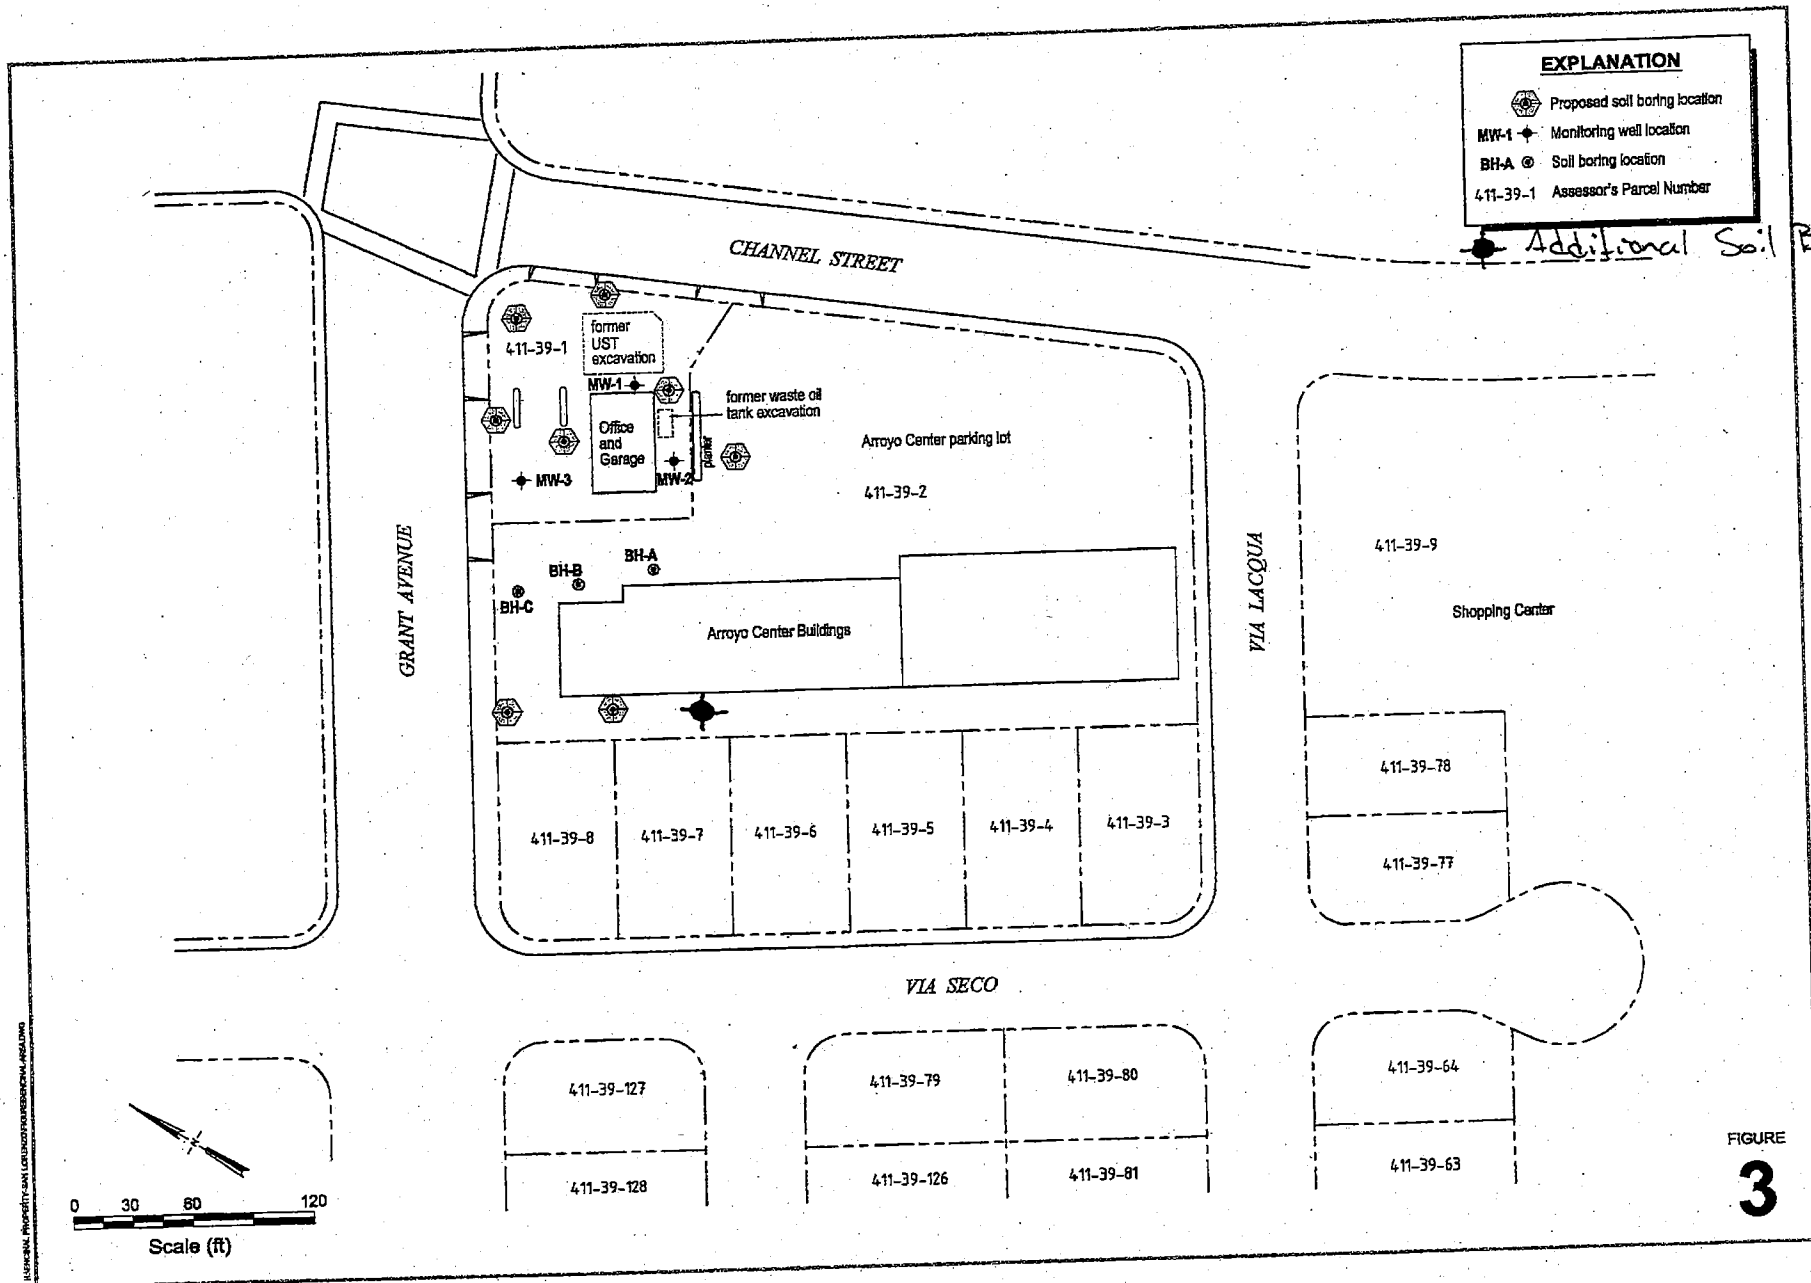 EXPLANATION
Proposed soil boring location
MW-1 Monitoring well location
BH-A Soil boring location
411-39-1 Assessor's Parcel Number
Additional Soil
CHANNEL STREET
former
UST
excavation
411-39-1
MW-1
former waste oil
tank excavation
Office
and
Garage
planter
MW-2
MW-3
Arroyo Center parking lot
411-39-2
GRANT AVENUE
BH-A
BH-B
BH-C
Arroyo Center Buildings
VIA LACQUA
411-39-9
Shopping Center
411-39-78
411-39-77
411-39-8
411-39-7
411-39-6
411-39-5
411-39-4
411-39-3
VIA SECO
411-39-127
411-39-128
411-39-79
411-39-80
411-39-126
411-39-81
411-39-64
411-39-63
0 30 60 120
Scale (ft)
FIGURE
3